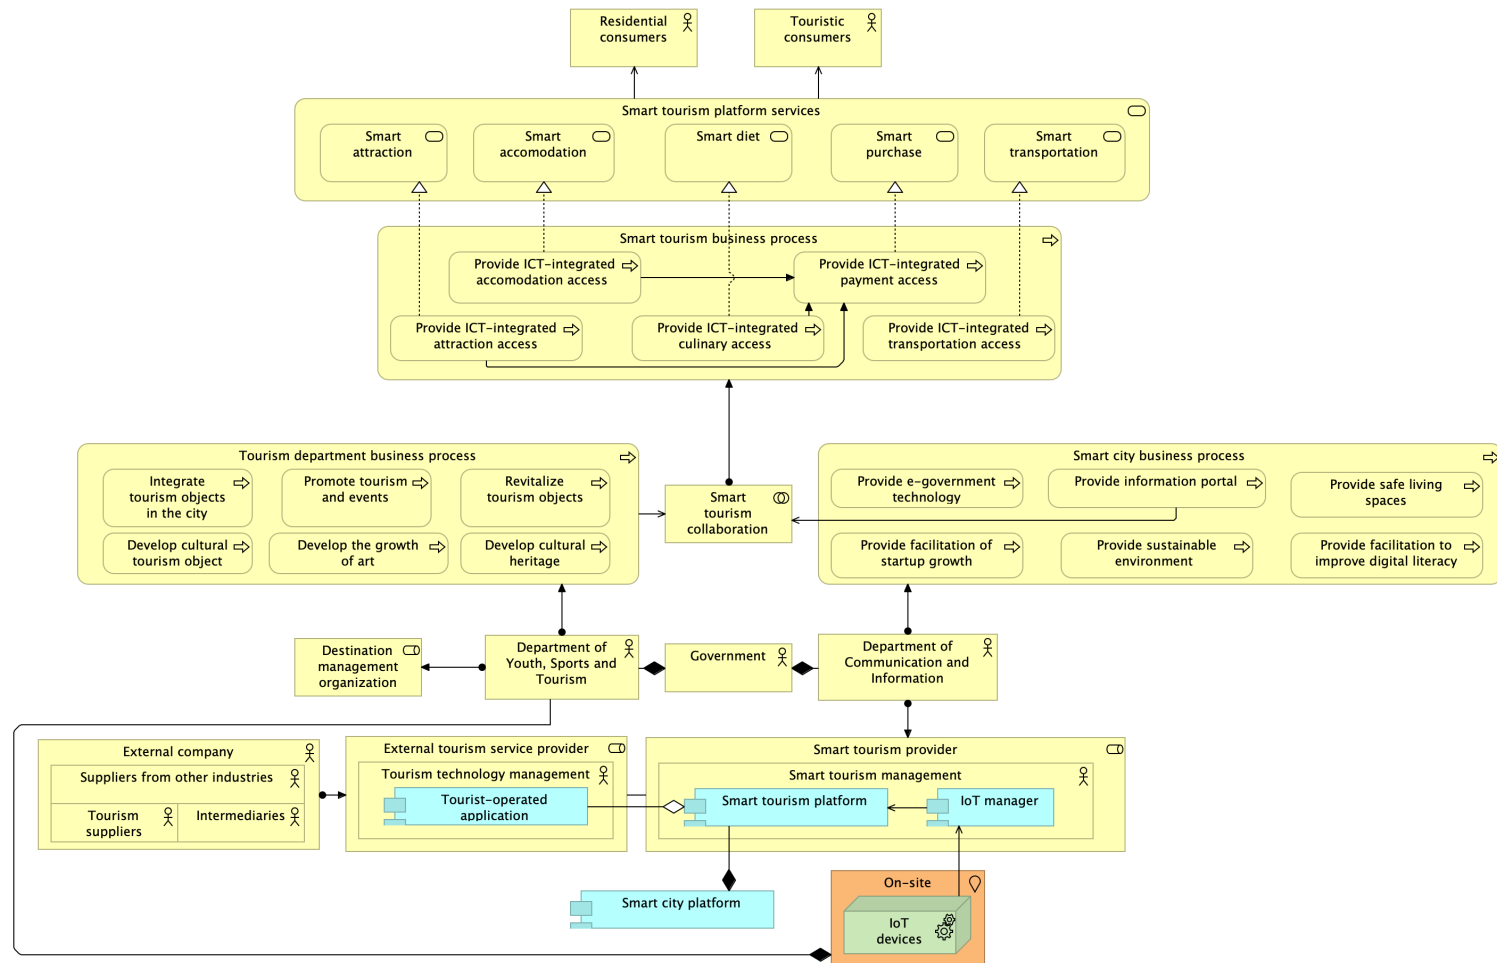 Residential
consumers
Touristic
consumers
Smart tourism platform services
Smart
attraction
Smart
accomodation
Smart diet
Smart
purchase
Smart
transportation
Smart tourism business process
Provide ICT-integrated
accomodation access
Provide ICT-integrated
payment access
Provide ICT-integrated
attraction access
Provide ICT-integrated
culinary access
Provide ICT-integrated
transportation access
Tourism department business process
Integrate
tourism objects
in the city
Promote tourism
and events
Revitalize
tourism objects
Develop cultural
tourism object
Develop the growth
of art
Develop cultural
heritage
Smart
tourism
collaboration
Smart city business process
Provide e-government
technology
Provide information portal
Provide safe living
spaces
Provide facilitation of
startup growth
Provide sustainable
environment
Provide facilitation to
improve digital literacy
Destination
management
organization
Department of
Youth, Sports and
Tourism
Government
Department of
Communication and
Information
External company
Suppliers from other industries
Tourism
suppliers
Intermediaries
External tourism service provider
Tourism technology management
Tourist-operated
application
Smart tourism provider
Smart tourism management
Smart tourism platform
IoT manager
Smart city platform
On-site
IoT
devices